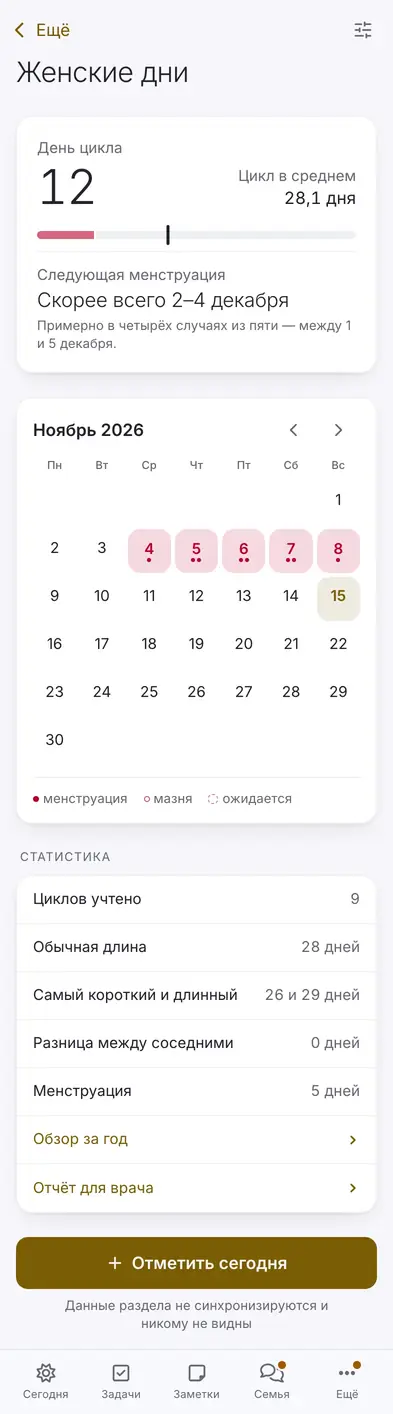 Ещё
Женские дни
День цикла
12
Цикл в среднем
28,1 дня
Следующая менструация
Скорее всего 2–4 декабря
Примерно в четырёх случаях из пяти — между 1
и 5 декабря.
Ноябрь 2026
Пн Вт Ср Чт Пт Сб Вс
1
2 3 4 5 6 7 8
9 10 11 12 13 14 15
16 17 18 19 20 21 22
23 24 25 26 27 28 29
30
менструация мазня ожидается
СТАТИСТИКА
Циклов учтено 9
Обычная длина 28 дней
Самый короткий и длинный 26 и 29 дней
Разница между соседними 0 дней
Менструация 5 дней
Обзор за год
Отчёт для врача
+ Отметить сегодня
Данные раздела не синхронизируются и
никому не видны
Сегодня Задачи Заметки Семья Ещё